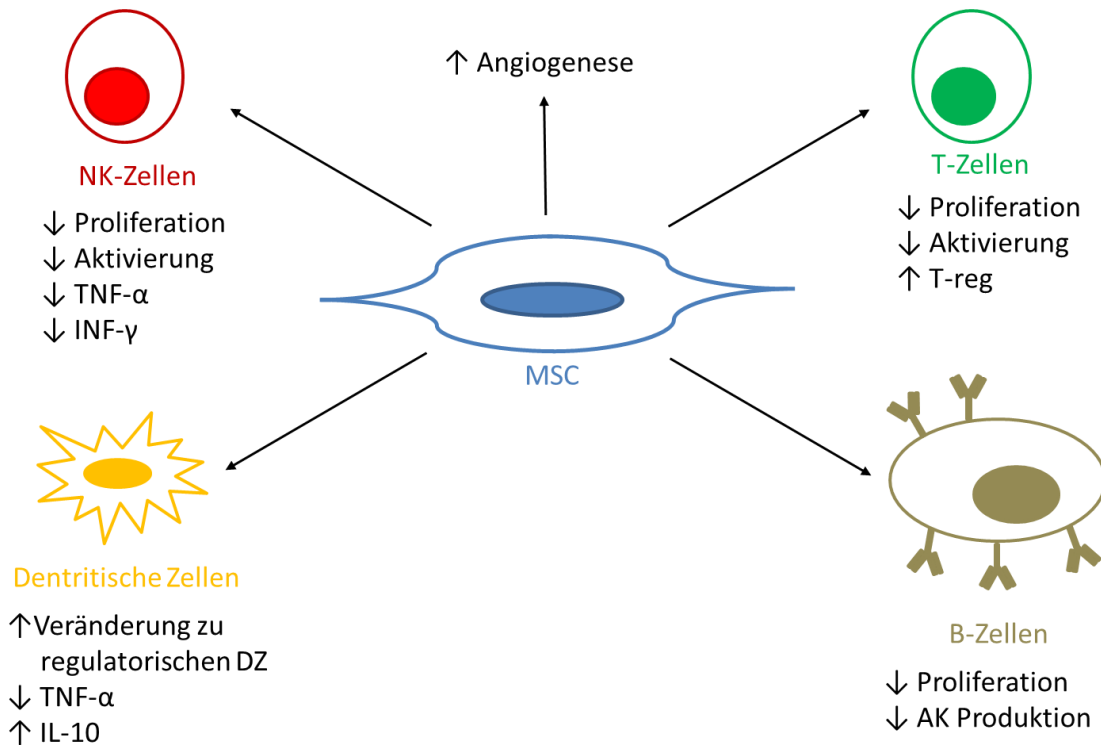 ↑ Angiogenese
NK-Zellen
↓ Proliferation
↓ Aktivierung
↓ TNF-α
↓ INF-γ
T-Zellen
↓ Proliferation
↓ Aktivierung
↑ T-reg
MSC
Dentritische Zellen
↑Veränderung zu
regulatorischen DZ
↓ TNF-α
↑ IL-10
B-Zellen
↓ Proliferation
↓ AK Produktion